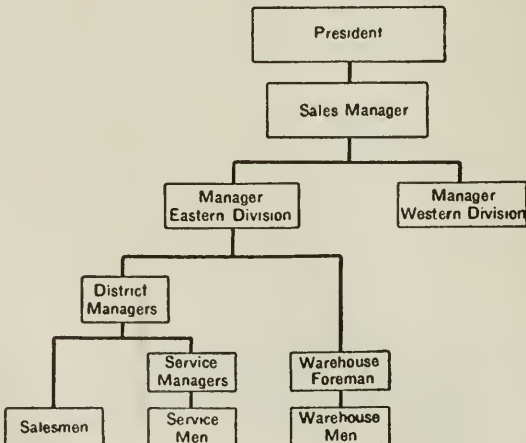 President
Sales Manager
Manager
Eastern Division
Manager
Western Division
District
Managers
Service
Managers
Warehouse
Foreman
Salesmen
Service
Men
Warehouse
Men